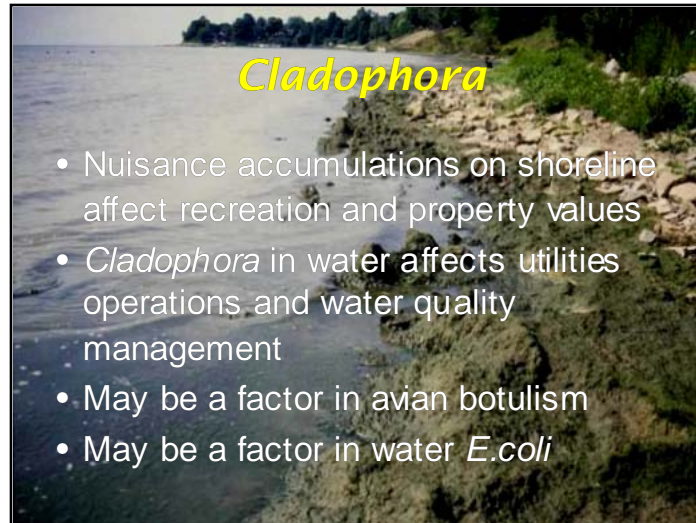 Cladophora
• Nuisance accumulations on shoreline
affect recreation and property values
• Cladophora in water affects utilities
operations and water quality
management
• May be a factor in avian botulism
• May be a factor in water E.coli